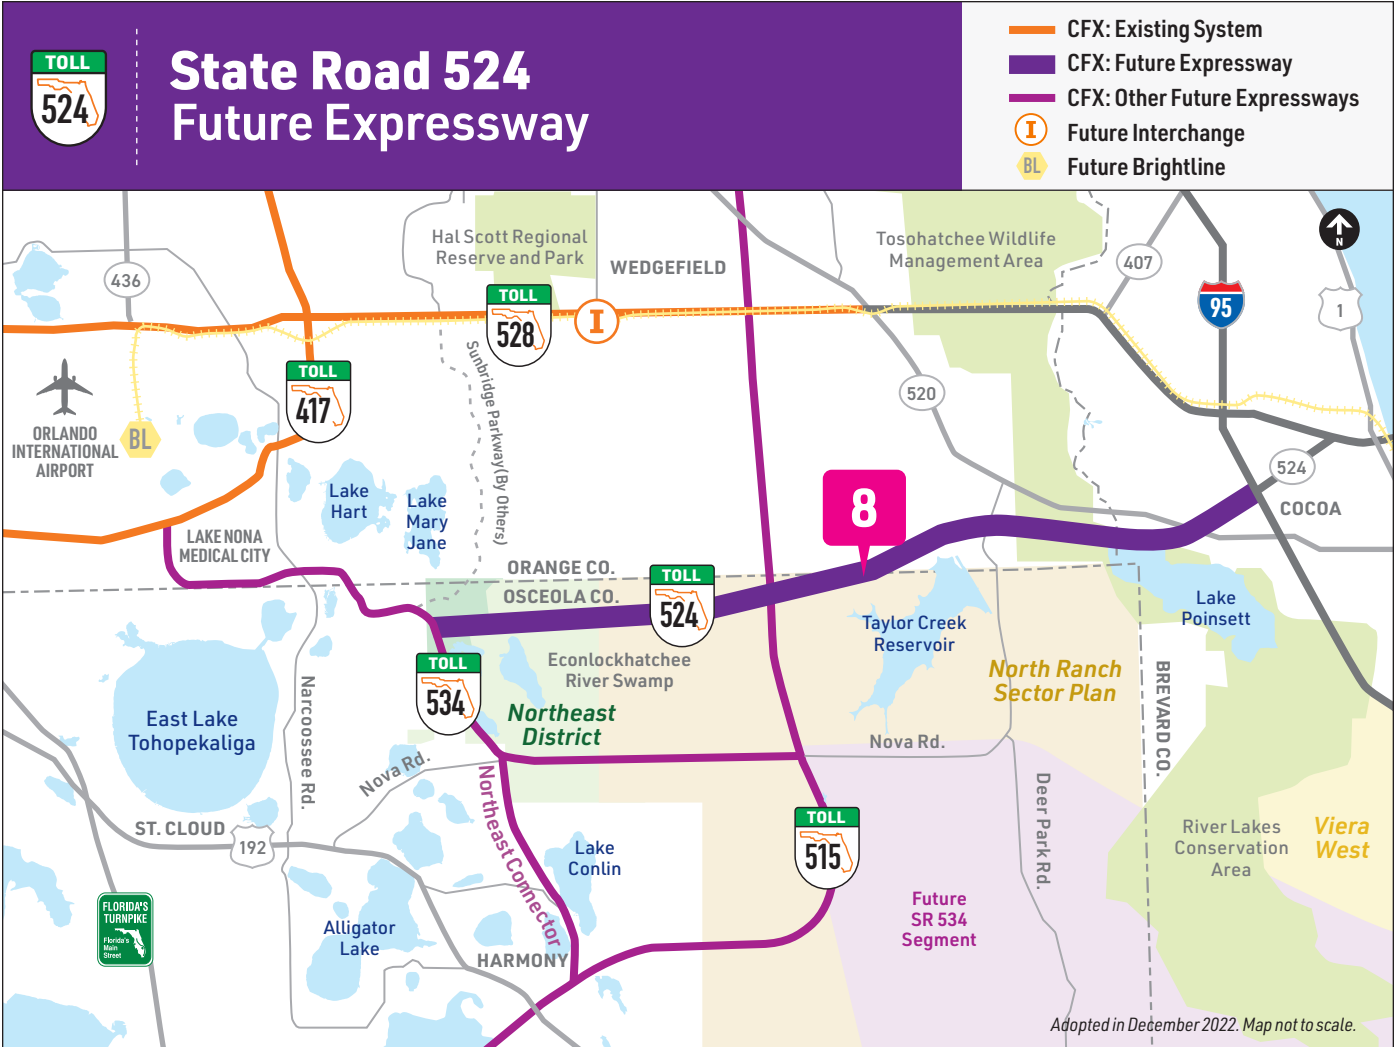 TOLL
524
State Road 524
Future Expressway
CFX: Existing System
CFX: Future Expressway
CFX: Other Future Expressways
I
Future Interchange
BL
Future Brightline
N
436
Hal Scott Regional
Reserve and Park
WEDGEFIELD
Tosohatchee Wildlife
Management Area
407
95
1
TOLL
528
I
TOLL
417
Sunbridge Parkway (By Others)
520
ORLANDO
INTERNATIONAL
AIRPORT
BL
524
COCOA
Lake
Hart
Lake
Mary
Jane
8
LAKE NONA
MEDICAL CITY
ORANGE CO.
OSCEOLA CO.
TOLL
524
Taylor Creek
Reservoir
Lake
Poinsett
Econlockhatchee
River Swamp
TOLL
534
North Ranch
Sector Plan
BREVARD CO.
Northeast
District
East Lake
Tohopekaliga
Narcoossee Rd.
Nova Rd.
Nova Rd.
Northeast Connector
Deer Park Rd.
ST. CLOUD
192
TOLL
515
Lake
Conlin
River Lakes
Conservation
Area
Viera
West
FLORIDA'S
TURNPIKE
Florida's
Main
Street
Alligator
Lake
HARMONY
Future
SR 534
Segment
Adopted in December 2022. Map not to scale.